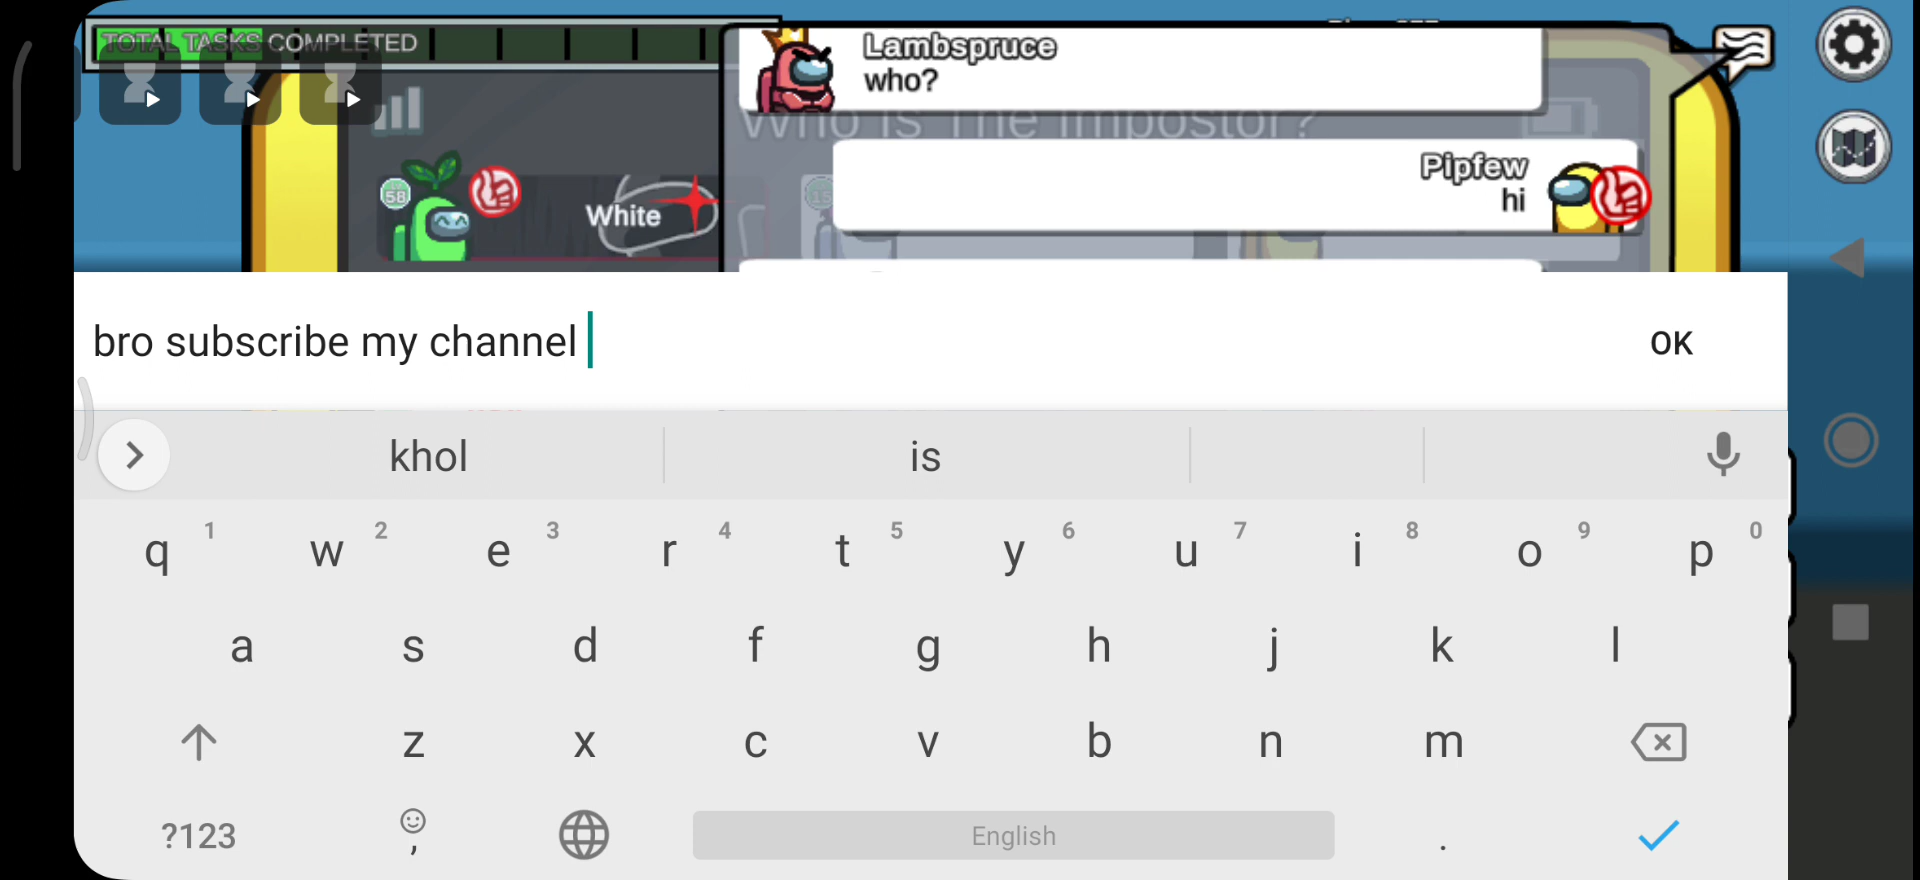 TOTAL TASKS COMPLETED
Lambspruce
who?
Who Is The Impostor?
Pipfew
hi
58
White
15
bro subscribe my channel
OK
khol
is
1 2 3 4 5 6 7 8 9 0
q w e r t y u i o p
a s d f g h j k l
z x c v b n m
?123
,
English
.